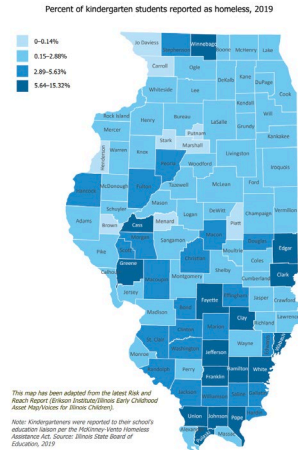 Percent of kindergarten students reported as homeless, 2019
0–0.14%
0.15–2.88%
2.89–5.63%
5.64–15.32%
Jo Daviess
Stephenson
Winnebago
Boone
McHenry
Lake
Carroll
Ogle
DeKalb
Kane
Cook
DuPage
Whiteside
Lee
Kendall
Will
Rock Island
Henry
Bureau
LaSalle
Grundy
Mercer
Putnam
Kankakee
Stark
Marshall
Henderson
Warren
Knox
Livingston
Peoria
Woodford
Iroquois
Hancock
McDonough
Fulton
Tazewell
McLean
Ford
Mason
Schuyler
Logan
DeWitt
Champaign
Vermilion
Adams
Brown
Cass
Menard
Piatt
Macon
Morgan
Sangamon
Douglas
Edgar
Pike
Scott
Christian
Moultrie
Coles
Greene
Shelby
Clark
Calhoun
Macoupin
Montgomery
Cumberland
Jersey
Fayette
Effingham
Jasper
Crawford
Madison
Bond
Clay
Richland
Lawrence
Clinton
Marion
St. Clair
Wayne
Wabash
Monroe
Washington
Jefferson
Randolph
Perry
Hamilton
White
Franklin
Jackson
Williamson
Saline
Gallatin
Union
Johnson
Pope
Hardin
Alexander
Pulaski
Massac
This map has been adapted from the latest Risk and
Reach Report (Erikson Institute/Illinois Early Childhood
Asset Map/Voices for Illinois Children).
Note: Kindergarteners were reported to their school's
education liaison per the McKinney-Vento Homeless
Assistance Act. Source: Illinois State Board of
Education, 2019